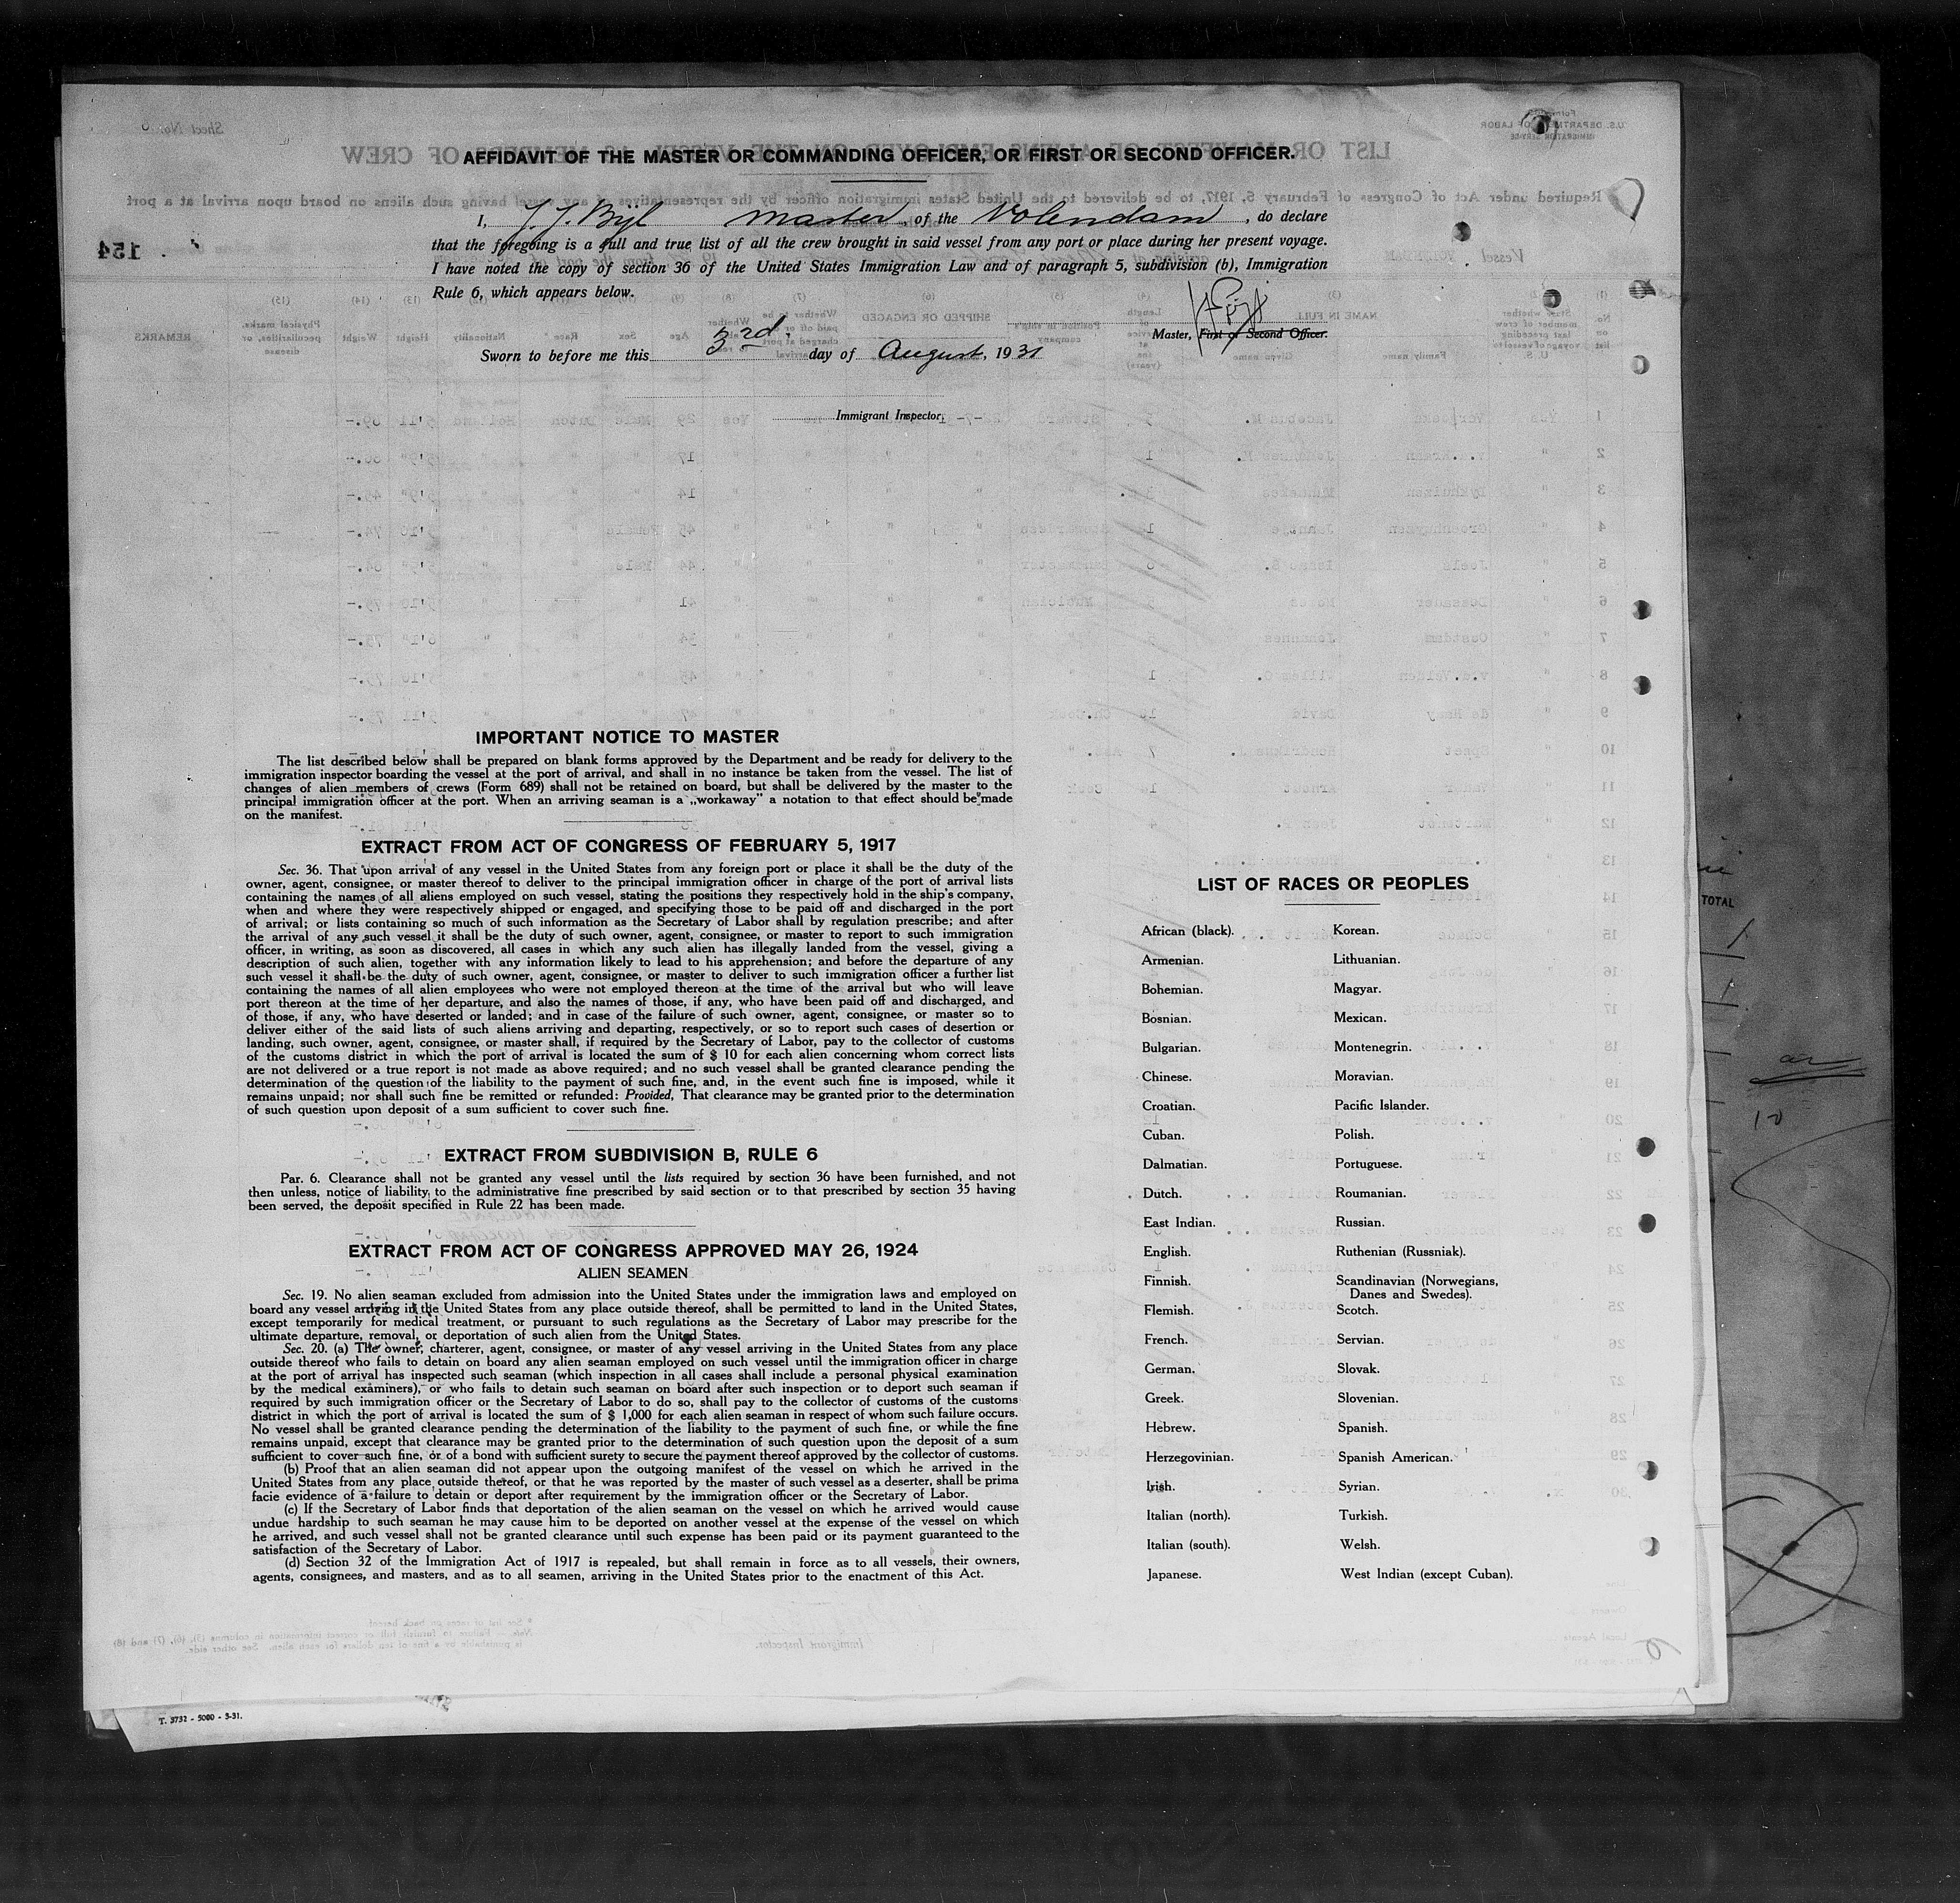 AFFIDAVIT OF THE MASTER OR COMMANDING OFFICER, OR FIRST OR SECOND OFFICER.
I, J. J. Bijl master, of the Volendam, do declare
that the foregoing is a full and true list of all the crew brought in said vessel from any port or place during her present voyage.
I have noted the copy of section 36 of the United States Immigration Law and of paragraph 5, subdivision (b), Immigration
Rule 6, which appears below.
Master, First or Second Officer.
Sworn to before me this 3rd. day of August, 1931
Immigrant Inspector.
154
IMPORTANT NOTICE TO MASTER
The list described below shall be prepared on blank forms approved by the Department and be ready for delivery to the
immigration inspector boarding the vessel at the port of arrival, and shall in no instance be taken from the vessel. The list of
changes of alien members of crews (Form 689) shall not be retained on board, but shall be delivered by the master to the
principal immigration officer at the port. When an arriving seaman is a „workaway” a notation to that effect should be made
on the manifest.
EXTRACT FROM ACT OF CONGRESS OF FEBRUARY 5, 1917
Sec. 36. That upon arrival of any vessel in the United States from any foreign port or place it shall be the duty of the
owner, agent, consignee, or master thereof to deliver to the principal immigration officer in charge of the port of arrival lists
containing the names of all aliens employed on such vessel, stating the positions they respectively hold in the ship's company,
when and where they were respectively shipped or engaged, and specifying those to be paid off and discharged in the port
of arrival; or lists containing so much of such information as the Secretary of Labor shall by regulation prescribe; and after
the arrival of any such vessel it shall be the duty of such owner, agent, consignee, or master to report to such immigration
officer, in writing, as soon as discovered, all cases in which any such alien has illegally landed from the vessel, giving a
description of such alien, together with any information likely to lead to his apprehension; and before the departure of any
such vessel it shall be the duty of such owner, agent, consignee, or master to deliver to such immigration officer a further list
containing the names of all alien employees who were not employed thereon at the time of the arrival but who will leave
port thereon at the time of her departure, and also the names of those, if any, who have been paid off and discharged, and
of those, if any, who have deserted or landed; and in case of the failure of such owner, agent, consignee, or master so to
deliver either of the said lists of such aliens arriving and departing, respectively, or so to report such cases of desertion or
landing, such owner, agent, consignee, or master shall, if required by the Secretary of Labor, pay to the collector of customs
of the customs district in which the port of arrival is located the sum of $ 10 for each alien concerning whom correct lists
are not delivered or a true report is not made as above required; and no such vessel shall be granted clearance pending the
determination of the question of the liability to the payment of such fine, and, in the event such fine is imposed, while it
remains unpaid; nor shall such fine be remitted or refunded: Provided, That clearance may be granted prior to the determination
of such question upon deposit of a sum sufficient to cover such fine.
EXTRACT FROM SUBDIVISION B, RULE 6
Par. 6. Clearance shall not be granted any vessel until the lists required by section 36 have been furnished, and not
then unless, notice of liability to the administrative fine prescribed by said section or to that prescribed by section 35 having
been served, the deposit specified in Rule 22 has been made.
EXTRACT FROM ACT OF CONGRESS APPROVED MAY 26, 1924
ALIEN SEAMEN
Sec. 19. No alien seaman excluded from admission into the United States under the immigration laws and employed on
board any vessel arriving in the United States from any place outside thereof, shall be permitted to land in the United States,
except temporarily for medical treatment, or pursuant to such regulations as the Secretary of Labor may prescribe for the
ultimate departure, removal, or deportation of such alien from the United States.
Sec. 20. (a) The owner, charterer, agent, consignee, or master of any vessel arriving in the United States from any place
outside thereof who fails to detain on board any alien seaman employed on such vessel until the immigration officer in charge
at the port of arrival has inspected such seaman (which inspection in all cases shall include a personal physical examination
by the medical examiners), or who fails to detain such seaman on board after such inspection or to deport such seaman if
required by such immigration officer or the Secretary of Labor to do so, shall pay to the collector of customs of the customs
district in which the port of arrival is located the sum of $ 1,000 for each alien seaman in respect of whom such failure occurs.
No vessel shall be granted clearance pending the determination of the liability to the payment of such fine, or while the fine
remains unpaid, except that clearance may be granted prior to the determination of such question upon the deposit of a sum
sufficient to cover such fine, or of a bond with sufficient surety to secure the payment thereof approved by the collector of customs.
(b) Proof that an alien seaman did not appear upon the outgoing manifest of the vessel on which he arrived in the
United States from any place outside thereof, or that he was reported by the master of such vessel as a deserter, shall be prima
facie evidence of a failure to detain or deport after requirement by the immigration officer or the Secretary of Labor.
(c) If the Secretary of Labor finds that deportation of the alien seaman on the vessel on which he arrived would cause
undue hardship to such seaman he may cause him to be deported on another vessel at the expense of the vessel on which
he arrived, and such vessel shall not be granted clearance until such expense has been paid or its payment guaranteed to the
satisfaction of the Secretary of Labor.
(d) Section 32 of the Immigration Act of 1917 is repealed, but shall remain in force as to all vessels, their owners,
agents, consignees, and masters, and as to all seamen, arriving in the United States prior to the enactment of this Act.
LIST OF RACES OR PEOPLES
African (black).
Armenian.
Bohemian.
Bosnian.
Bulgarian.
Chinese.
Croatian.
Cuban.
Dalmatian.
Dutch.
East Indian.
English.
Finnish.
Flemish.
French.
German.
Greek.
Hebrew.
Herzegovinian.
Irish.
Italian (north).
Italian (south).
Japanese.
Korean.
Lithuanian.
Magyar.
Mexican.
Montenegrin.
Moravian.
Pacific Islander.
Polish.
Portuguese.
Roumanian.
Russian.
Ruthenian (Russniak).
Scandinavian (Norwegians,
Danes and Swedes).
Scotch.
Servian.
Slovak.
Slovenian.
Spanish.
Spanish American.
Syrian.
Turkish.
Welsh.
West Indian (except Cuban).
TOTAL
10
T. 3732 - 5000 - 3-31.